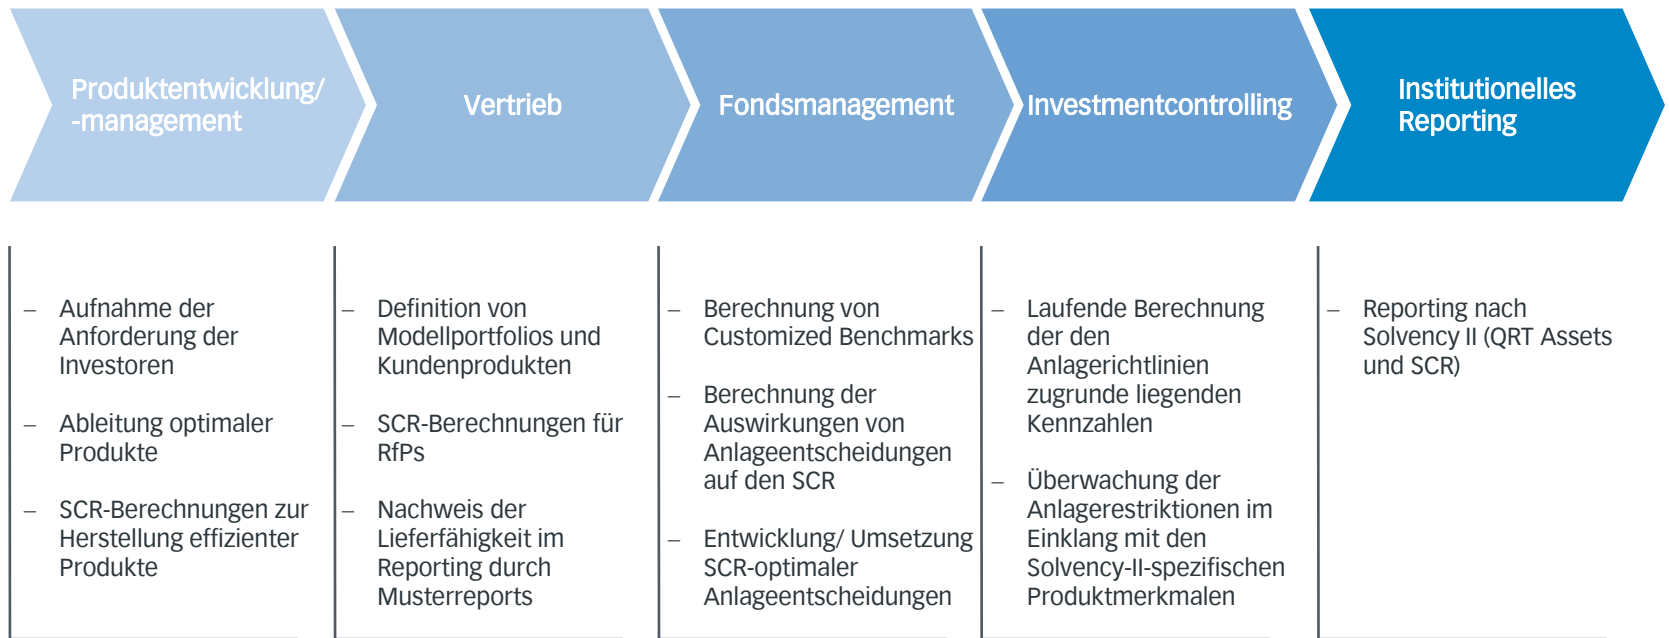 Produktentwicklung/
-management
Vertrieb
Fondsmanagement
Investmentcontrolling
Institutionelles
Reporting
– Aufnahme der
Anforderung der
Investoren
– Ableitung optimaler
Produkte
– SCR-Berechnungen zur
Herstellung effizienter
Produkte
– Definition von
Modellportfolios und
Kundenprodukten
– SCR-Berechnungen für
RfPs
– Nachweis der
Lieferfähigkeit im
Reporting durch
Musterreports
– Berechnung von
Customized Benchmarks
– Berechnung der
Auswirkungen von
Anlageentscheidungen
auf den SCR
– Entwicklung/ Umsetzung
SCR-optimaler
Anlageentscheidungen
– Laufende Berechnung
der den
Anlagerichtlinien
zugrunde liegenden
Kennzahlen
– Überwachung der
Anlagerestriktionen im
Einklang mit den
Solvency-II-spezifischen
Produktmerkmalen
– Reporting nach
Solvency II (QRT Assets
und SCR)